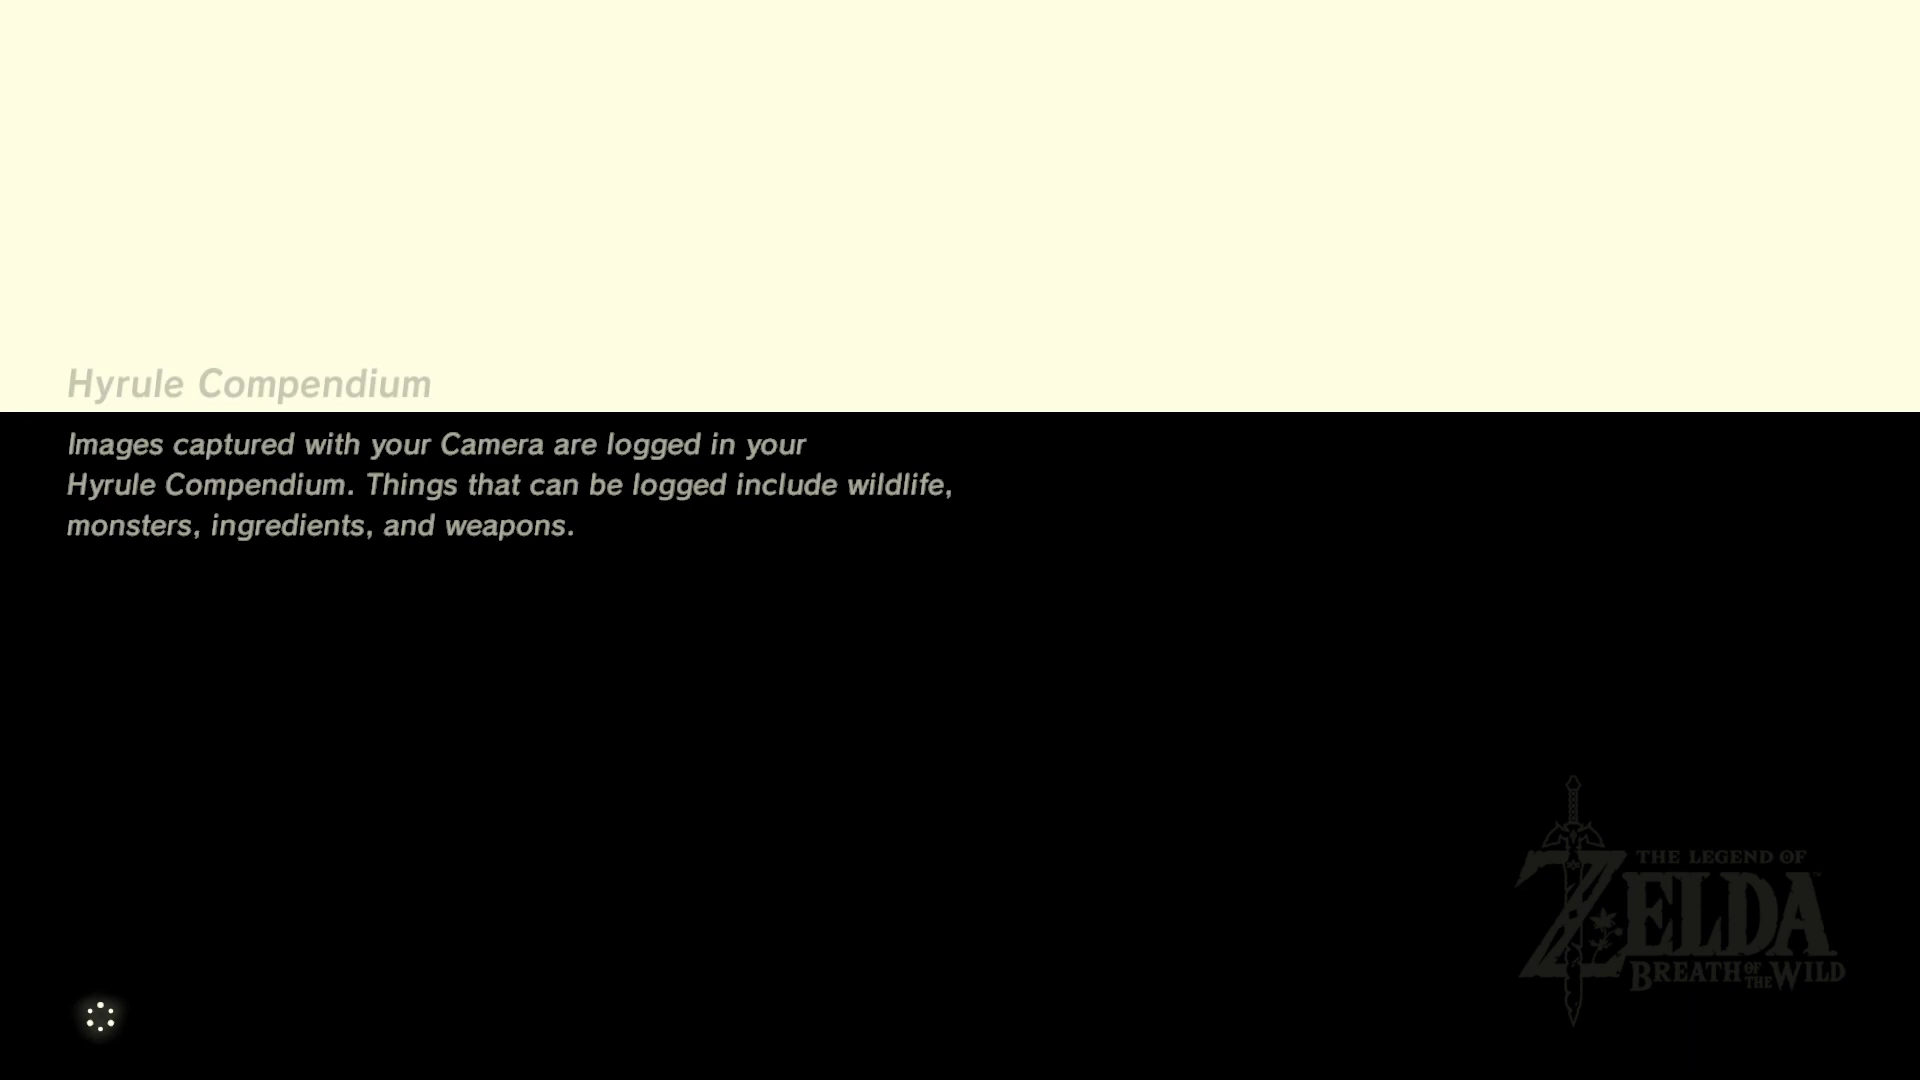 Hyrule Compendium
Images captured with your Camera are logged in your
Hyrule Compendium. Things that can be logged include wildlife,
monsters, ingredients, and weapons.
THE LEGEND OF
ZELDA™
BREATH OF THE WILD